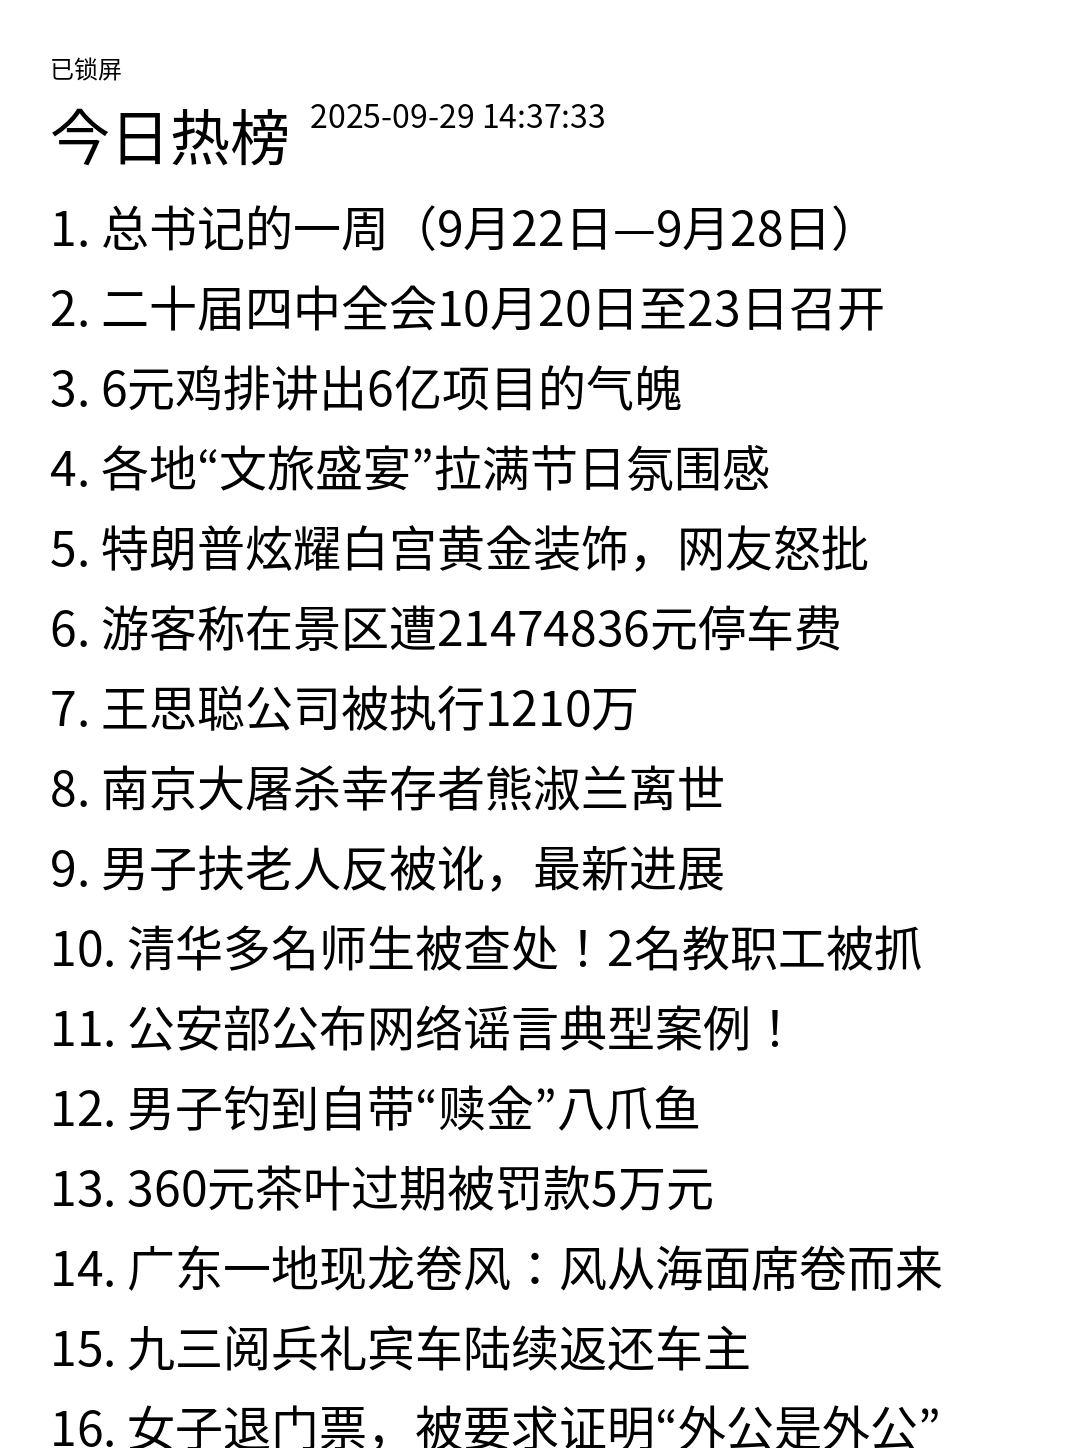 已锁屏
今日热榜 2025-09-29 14:37:33
1. 总书记的一周（9月22日—9月28日）
2. 二十届四中全会10月20日至23日召开
3. 6元鸡排讲出6亿项目的气魄
4. 各地“文旅盛宴”拉满节日氛围感
5. 特朗普炫耀白宫黄金装饰，网友怒批
6. 游客称在景区遭21474836元停车费
7. 王思聪公司被执行1210万
8. 南京大屠杀幸存者熊淑兰离世
9. 男子扶老人反被讹，最新进展
10. 清华多名师生被查处！2名教职工被抓
11. 公安部公布网络谣言典型案例！
12. 男子钓到自带“赎金”八爪鱼
13. 360元茶叶过期被罚款5万元
14. 广东一地现龙卷风：风从海面席卷而来
15. 九三阅兵礼宾车陆续返还车主
16. 女子退门票，被要求证明“外公是外公”